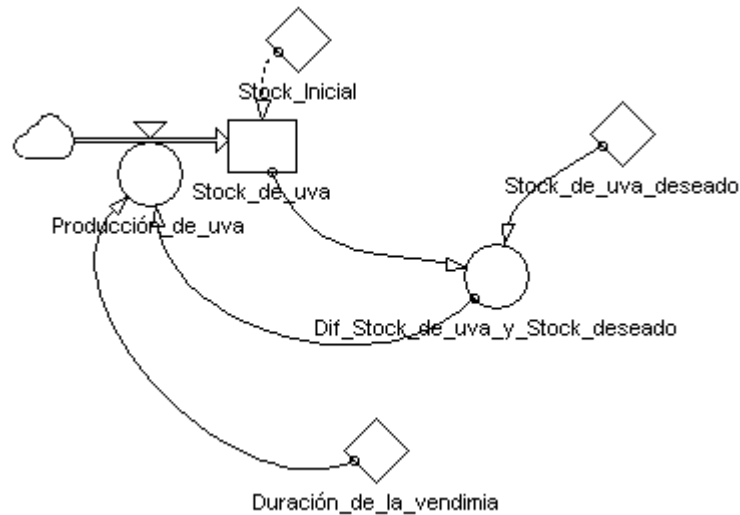 Stock_Inicial
Stock_de_uva_deseado
Stock_de_uva
Producción_de_uva
Dif_Stock_de_uva_y_Stock_deseado
Duración_de_la_vendimia